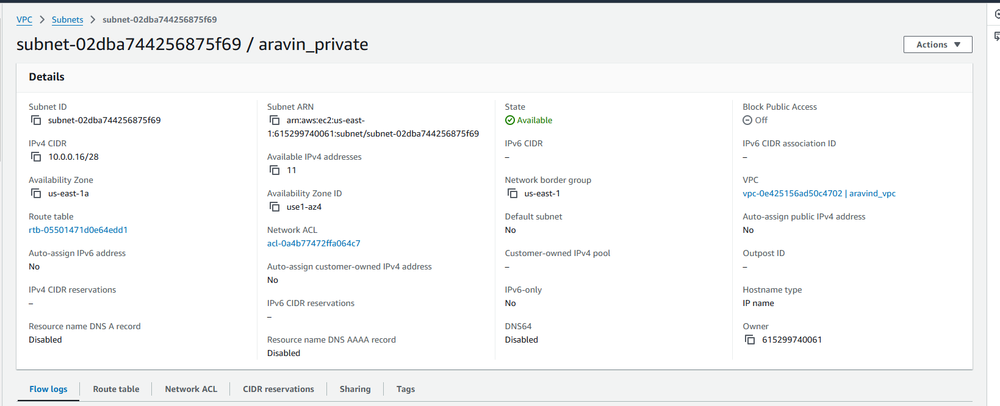 VPC > Subnets > subnet-02dba744256875f69
subnet-02dba744256875f69 / aravin_private
Actions
Details
Subnet ID
subnet-02dba744256875f69
IPv4 CIDR
10.0.0.16/28
Availability Zone
us-east-1a
Route table
rtb-05501471d0e64edd1
Auto-assign IPv6 address
No
IPv4 CIDR reservations
–
Resource name DNS A record
Disabled
Subnet ARN
arn:aws:ec2:us-east-
1:615299740061:subnet/subnet-02dba744256875f69
Available IPv4 addresses
11
Availability Zone ID
use1-az4
Network ACL
acl-0a4b77472ffa064c7
Auto-assign customer-owned IPv4 address
No
IPv6 CIDR reservations
–
Resource name DNS AAAA record
Disabled
State
Available
IPv6 CIDR
–
Network border group
us-east-1
Default subnet
No
Customer-owned IPv4 pool
–
IPv6-only
No
DNS64
Disabled
Block Public Access
Off
IPv6 CIDR association ID
–
VPC
vpc-0e425156ad50c4702 | aravind_vpc
Auto-assign public IPv4 address
No
Outpost ID
–
Hostname type
IP name
Owner
615299740061
Flow logs
Route table
Network ACL
CIDR reservations
Sharing
Tags